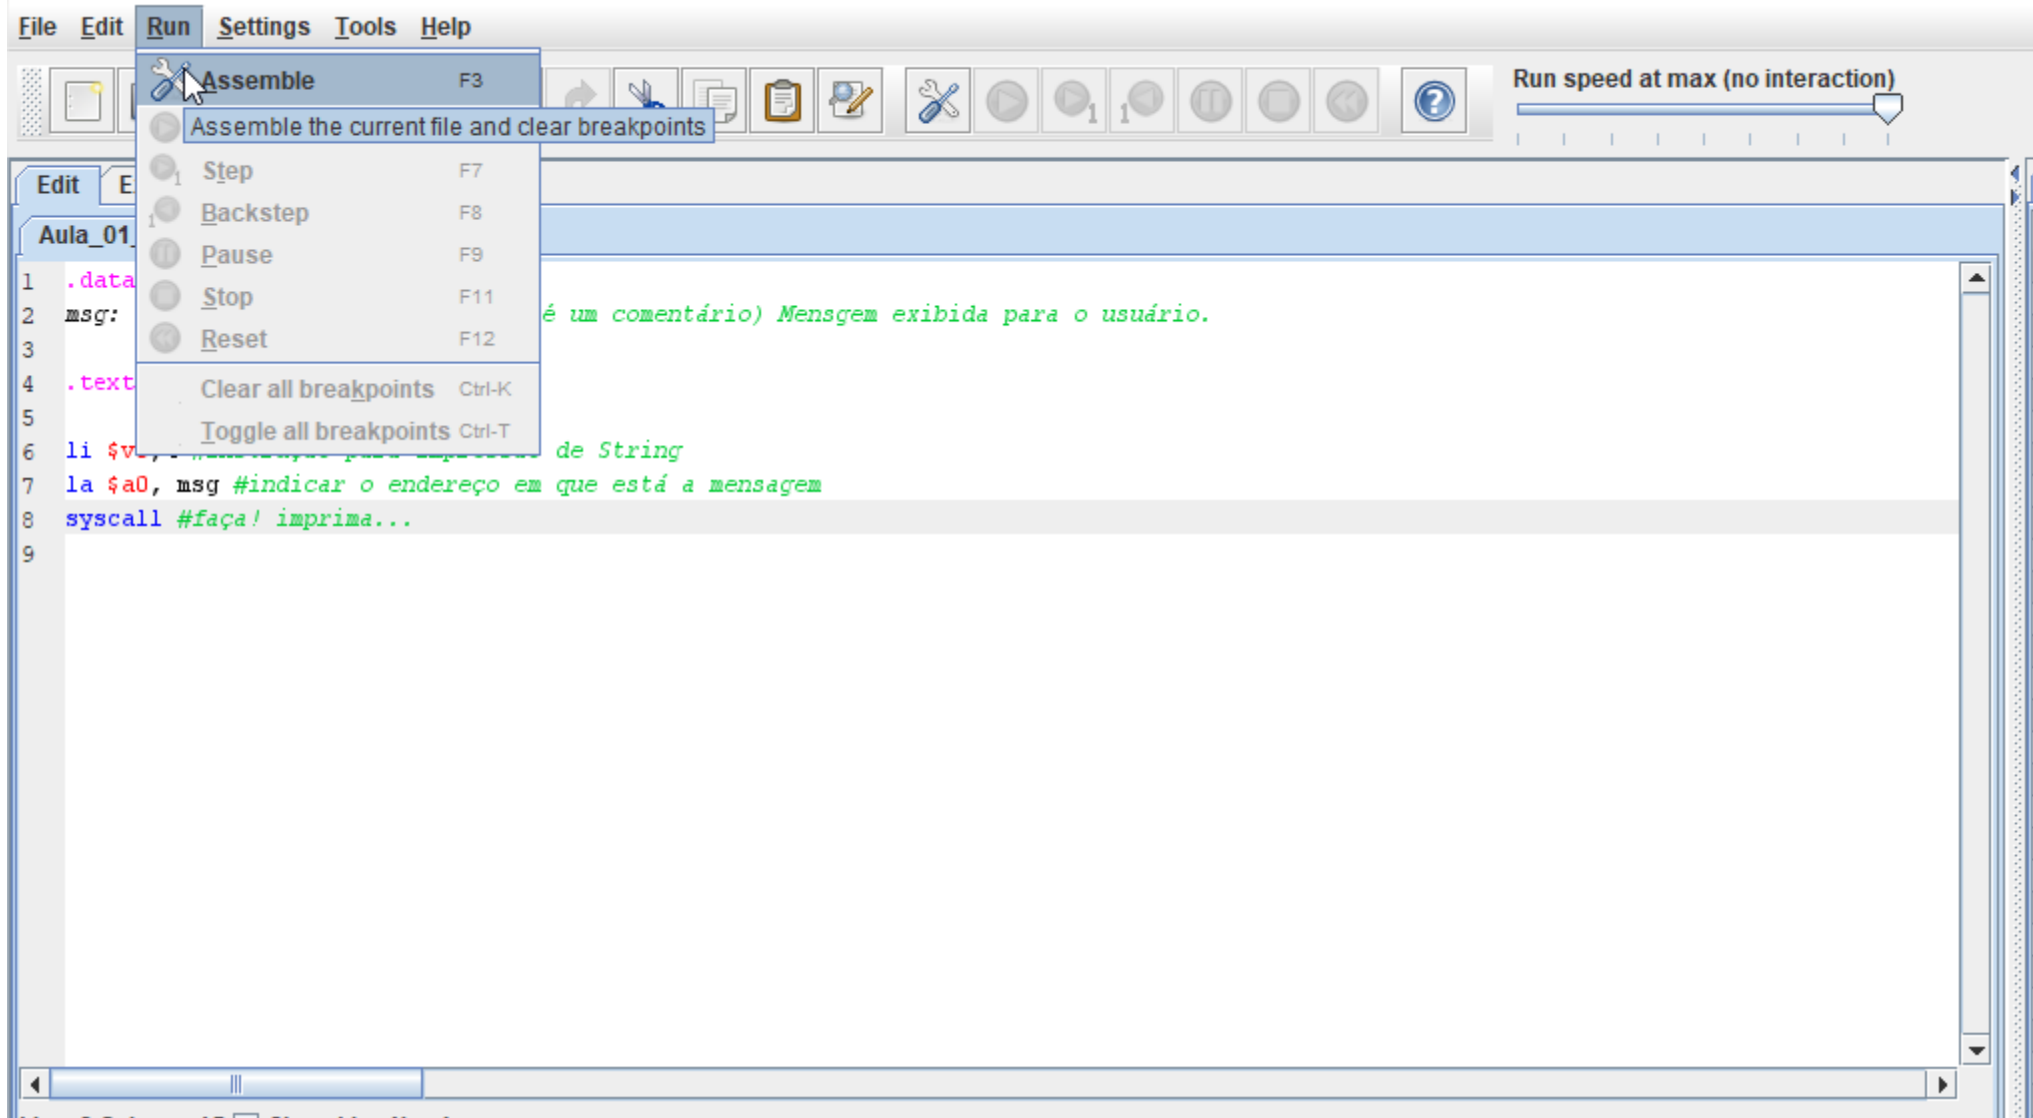 File Edit Run Settings Tools Help
Assemble F3
Run speed at max (no interaction)
Assemble the current file and clear breakpoints
Step F7
Backstep F8
Pause F9
Stop F11
Reset F12
Clear all breakpoints Ctrl-K
Toggle all breakpoints Ctrl-T
Edit E
Aula_01_
1 .data
2 msg: é um comentário) Mensgem exibida para o usuário.
3
4 .text
5
6 li $v de String
7 la $a0, msg #indicar o endereço em que está a mensagem
8 syscall #faça! imprima...
9